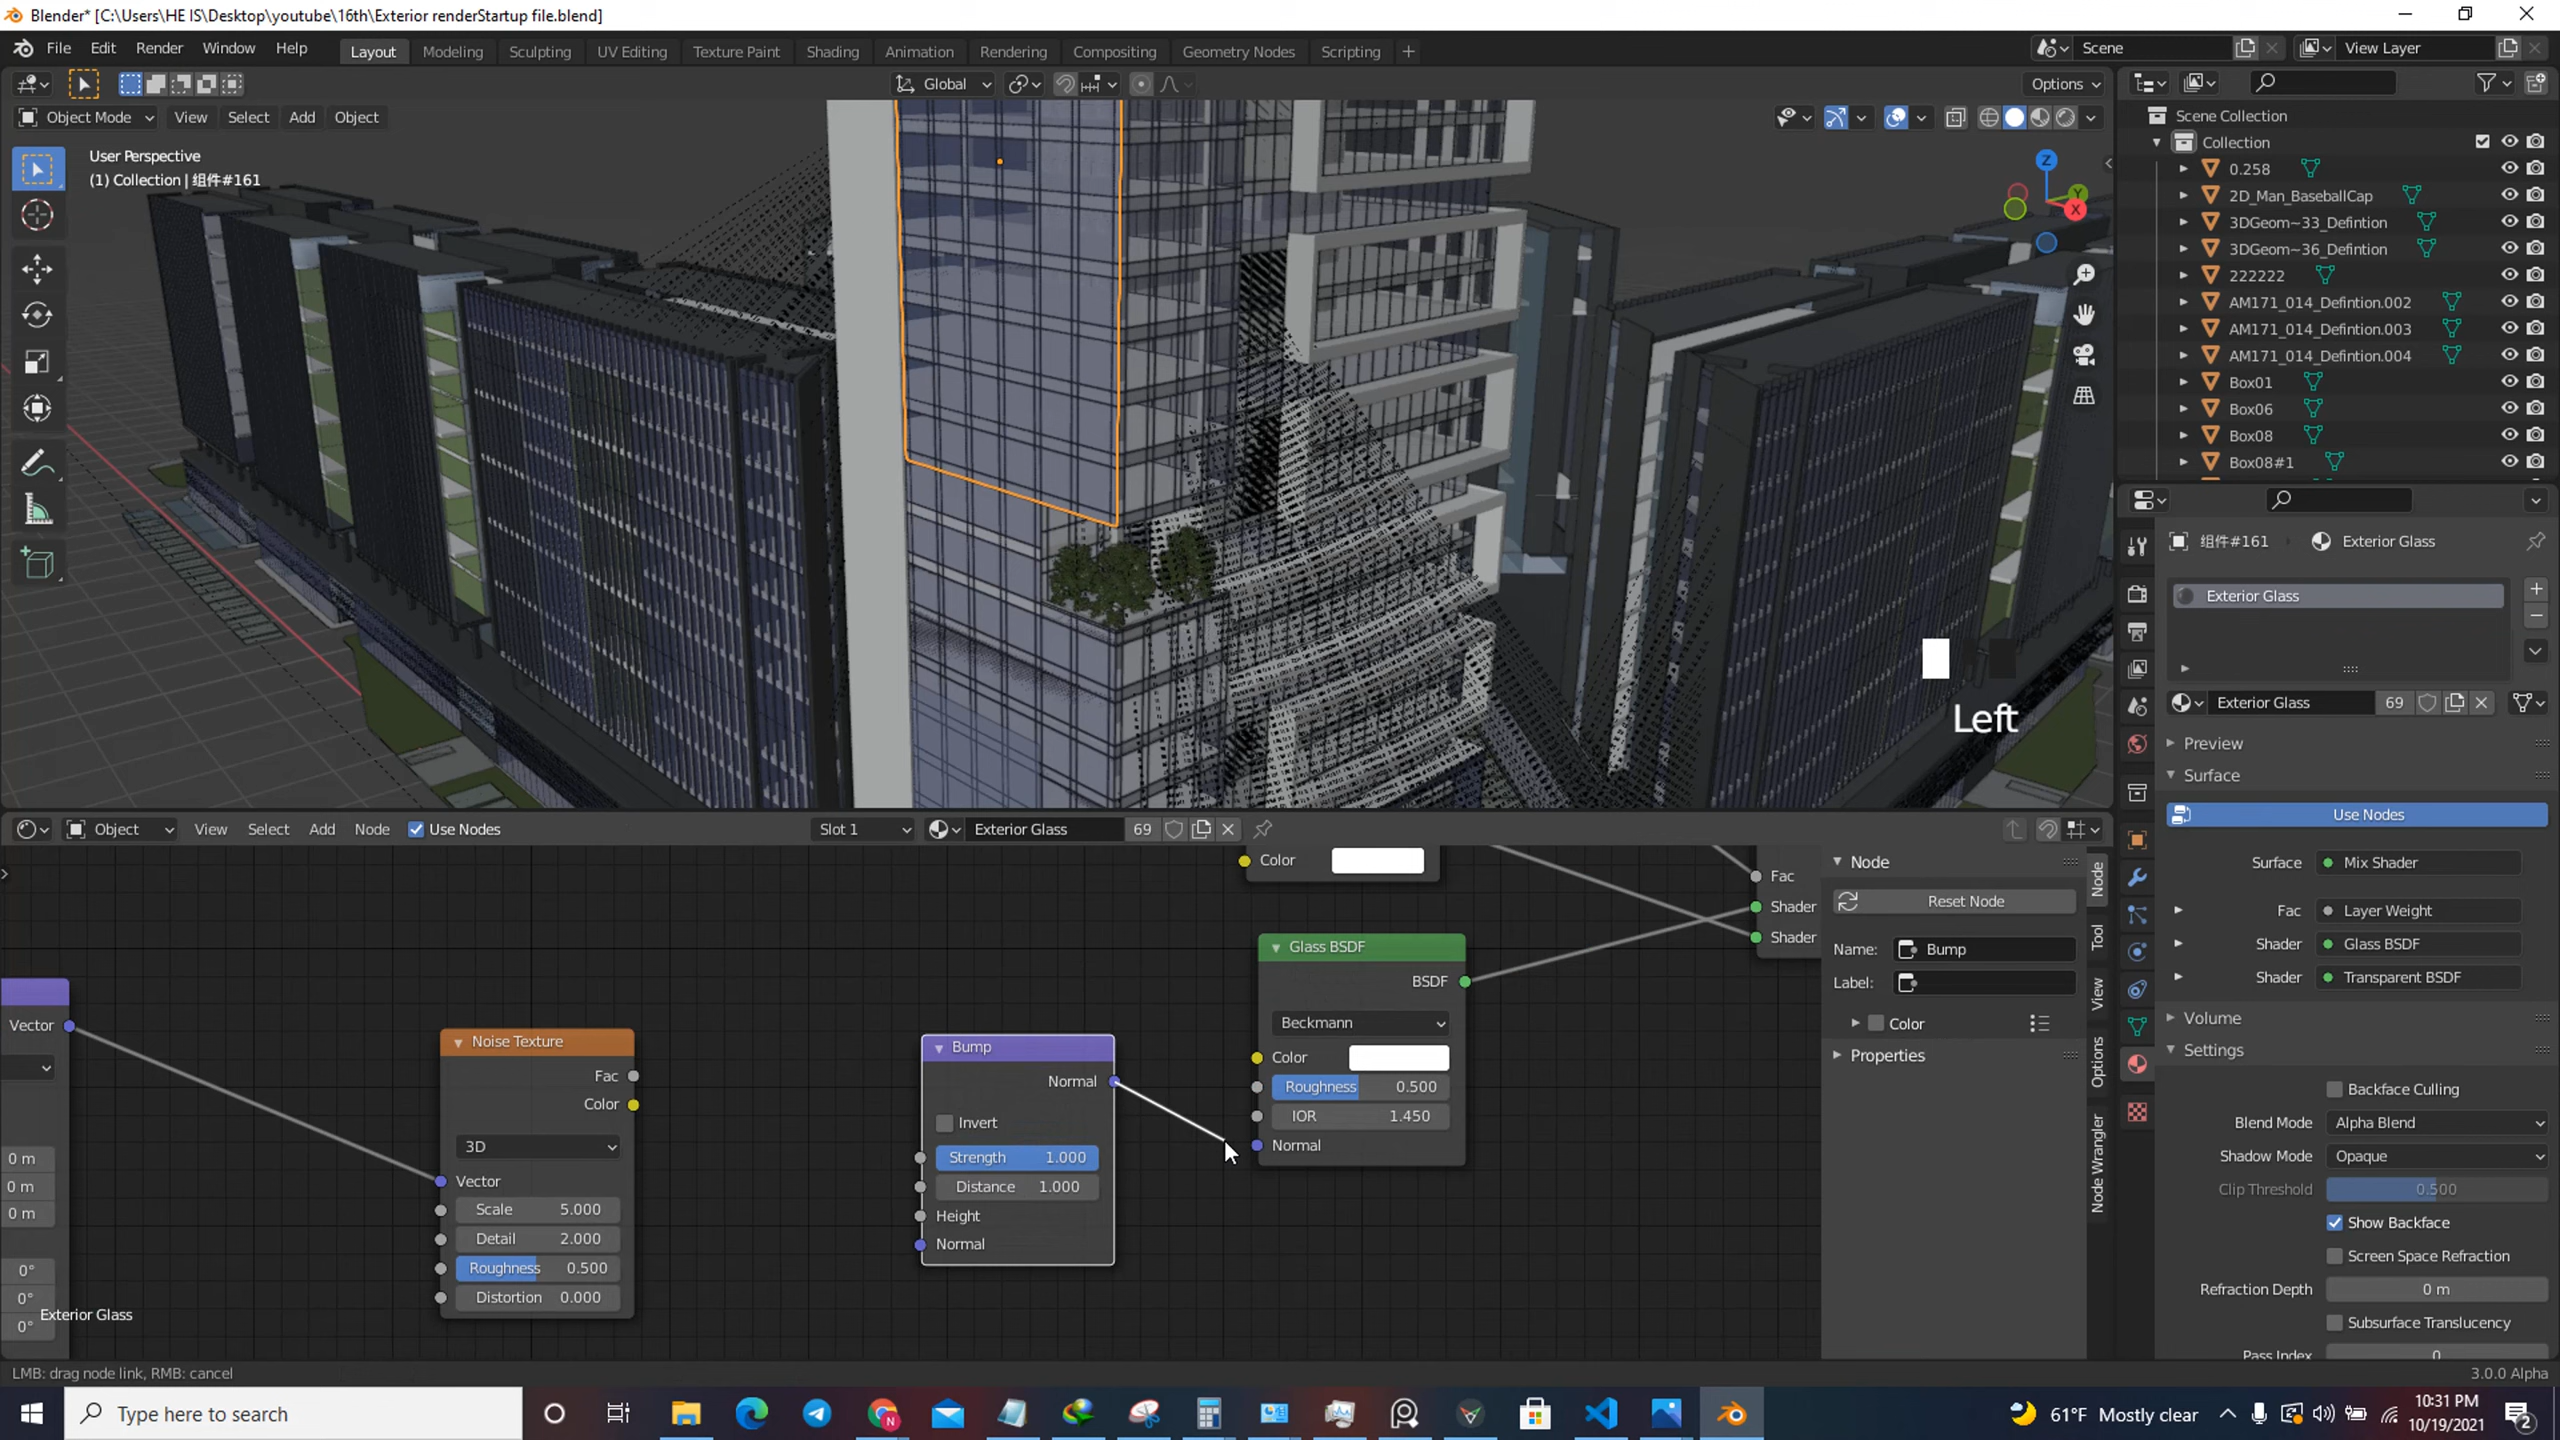 Blender* [C:\Users\HE IS\Desktop\youtube\16th\Exterior renderStartup file.blend]
File Edit Render Window Help Layout Modeling Sculpting UV Editing Texture Paint Shading Animation Rendering Compositing Geometry Nodes Scripting + Scene View Layer
Global Options
Object Mode View Select Add Object
User Perspective
(1) Collection | 组件#161
Z
Y
X
Left
Scene Collection
Collection
0.258
2D_Man_BaseballCap
3DGeom~33_Defintion
3DGeom~36_Defintion
222222
AM171_014_Defintion.002
AM171_014_Defintion.003
AM171_014_Defintion.004
Box01
Box06
Box08
Box08#1
组件#161 Exterior Glass
Exterior Glass
Exterior Glass 69
Preview
Surface
Use Nodes
Surface Mix Shader
Fac Layer Weight
Shader Glass BSDF
Shader Transparent BSDF
Volume
Settings
Backface Culling
Blend Mode Alpha Blend
Shadow Mode Opaque
Clip Threshold 0.500
Show Backface
Screen Space Refraction
Refraction Depth 0 m
Subsurface Translucency
Pass Index 0
Object View Select Add Node Use Nodes Slot 1 Exterior Glass 69
Vector
0 m
0 m
0 m
0°
0°
0°
Exterior Glass
Noise Texture
Fac
Color
3D
Vector
Scale 5.000
Detail 2.000
Roughness 0.500
Distortion 0.000
Bump
Normal
Invert
Strength 1.000
Distance 1.000
Height
Normal
Color
Glass BSDF
BSDF
Beckmann
Color
Roughness 0.500
IOR 1.450
Normal
Fac
Shader
Shader
Node
Reset Node
Name: Bump
Label:
Color
Properties
Node
Tool
View
Options
Node Wrangler
LMB: drag node link, RMB: cancel
3.0.0 Alpha
Type here to search
N
61°F Mostly clear
10:31 PM
10/19/2021
2